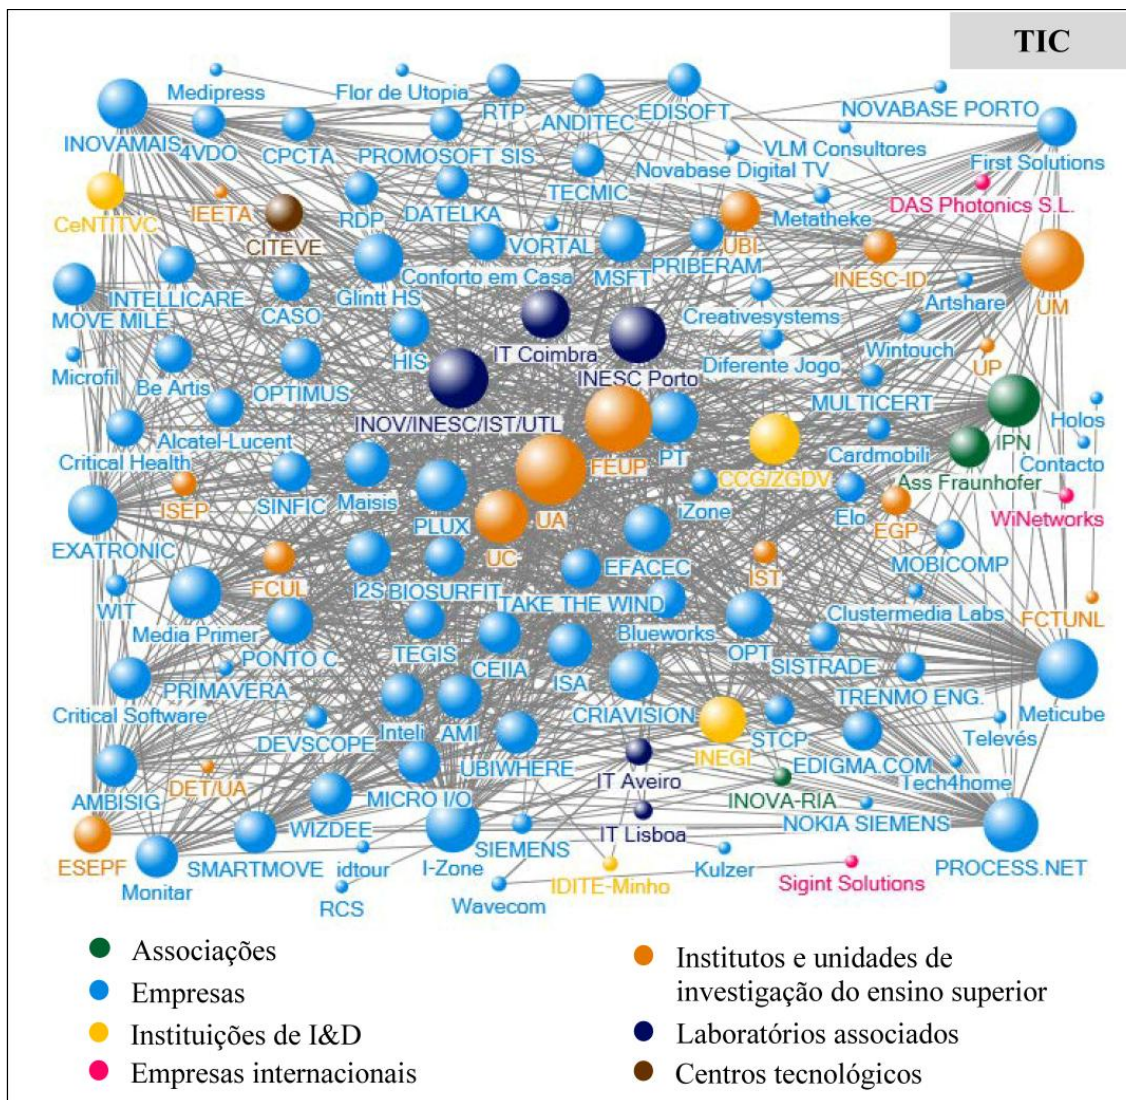 TIC
Medipress
Flor de Utopia
RTP
ANDITEC
EDISOFT
NOVABASE PORTO
INOVAMAIS
4VDO
CPCTA
PROMOSOFT SIS
VLM Consultores
First Solutions
Novabase Digital TV
TECMIC
CeNTITVC
IEETA
RDP
DATELKA
Metatheke
DAS Photonics S.L.
CITEVE
VORTAL
UBI
Conforto em Casa
MSFT
PRIBERAM
INESC-ID
INTELLICARE
Glintt HS
Artshare
UM
MOVE MILE
CASO
Creativesystems
HIS
IT Coimbra
Wintouch
Microfil
Be Artis
OPTIMUS
INESC Porto
Diferente Jogo
UP
INOV/INESC/IST/UTL
MULTICERT
Holos
Alcatel-Lucent
IPN
Critical Health
FEUP
PT
CCG/ZGDV
Cardmobili
Contacto
Ass Fraunhofer
ISEP
SINFIC
Maisis
PLUX
UA
iZone
Elo
WiNetworks
EXATRONIC
UC
EGP
EFACEC
MOBICOMP
FCUL
I2S
BIOSURFIT
IST
WIT
TAKE THE WIND
Clustermedia Labs
FCTUNL
Media Primer
Blueworks
PONTO C
TEGIS
CEIIA
OPT
SISTRADE
PRIMAVERA
ISA
TRENMO ENG.
Critical Software
CRIAVISION
Meticube
DEVSCOPE
Inteli
AMI
STCP
Televés
UBIWHERE
INEGI
EDIGMA.COM
DET/UA
IT Aveiro
Tech4home
AMBISIG
MICRO I/O
INOVA-RIA
WIZDEE
IT Lisboa
NOKIA SIEMENS
SIEMENS
ESEPF
SMARTMOVE
idtour
I-Zone
Kulzer
PROCESS.NET
Monitar
IDITE-Minho
Sigint Solutions
RCS
Wavecom
Associações
Empresas
Instituições de I&D
Empresas internacionais
Institutos e unidades de
investigação do ensino superior
Laboratórios associados
Centros tecnológicos